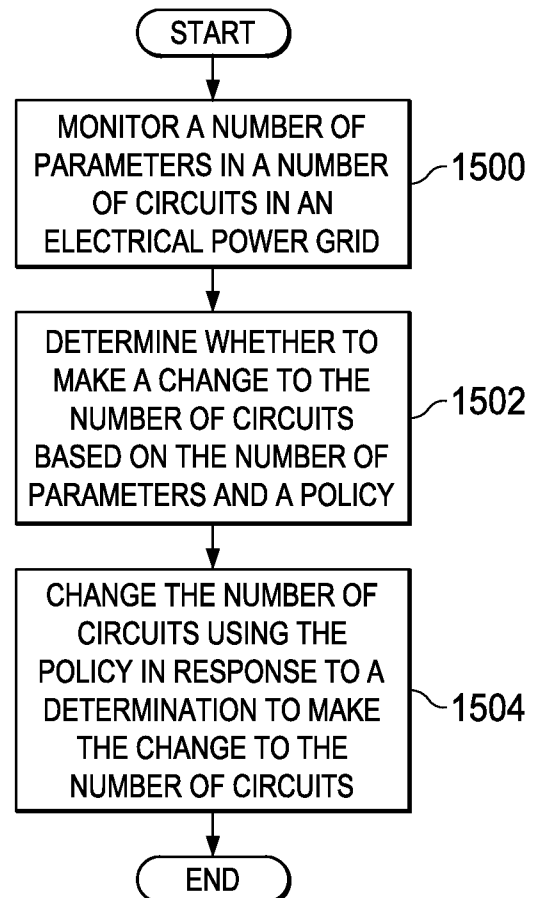 START
MONITOR A NUMBER OF
PARAMETERS IN A NUMBER
OF CIRCUITS IN AN
ELECTRICAL POWER GRID
1500
DETERMINE WHETHER TO
MAKE A CHANGE TO THE
NUMBER OF CIRCUITS
BASED ON THE NUMBER OF
PARAMETERS AND A POLICY
1502
CHANGE THE NUMBER OF
CIRCUITS USING THE
POLICY IN RESPONSE TO A
DETERMINATION TO MAKE
THE CHANGE TO THE
NUMBER OF CIRCUITS
1504
END